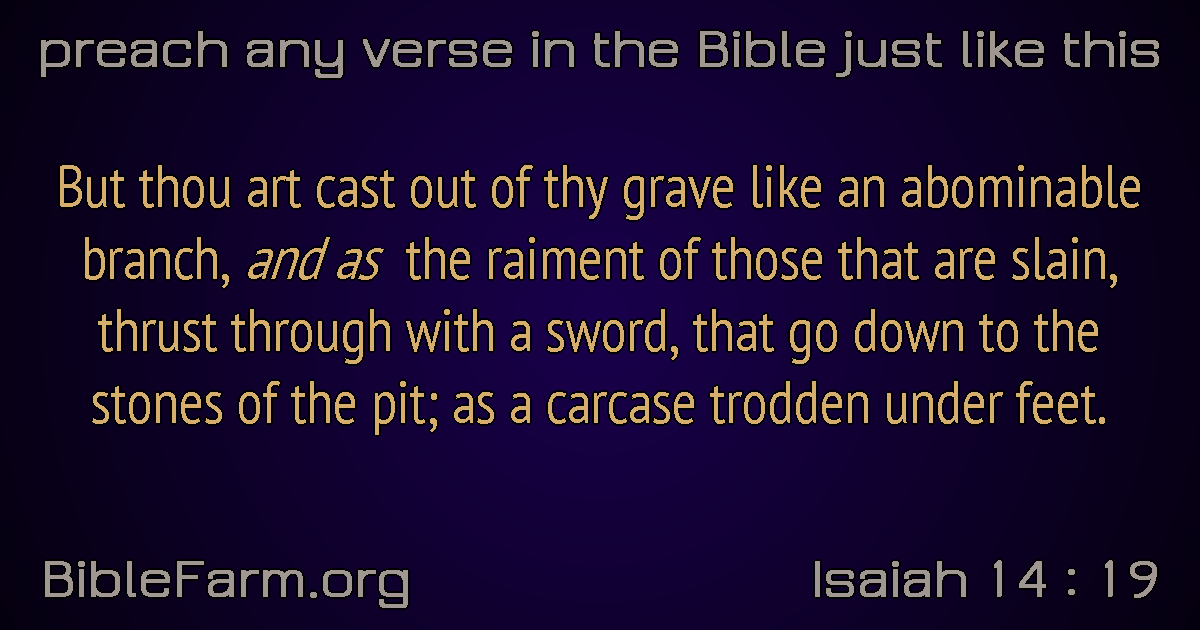 preach any verse in the Bible just like this
But thou art cast out of thy grave like an abominable
branch, and as the raiment of those that are slain,
thrust through with a sword, that go down to the
stones of the pit; as a carcase trodden under feet.
BibleFarm.org
Isaiah 14 : 19